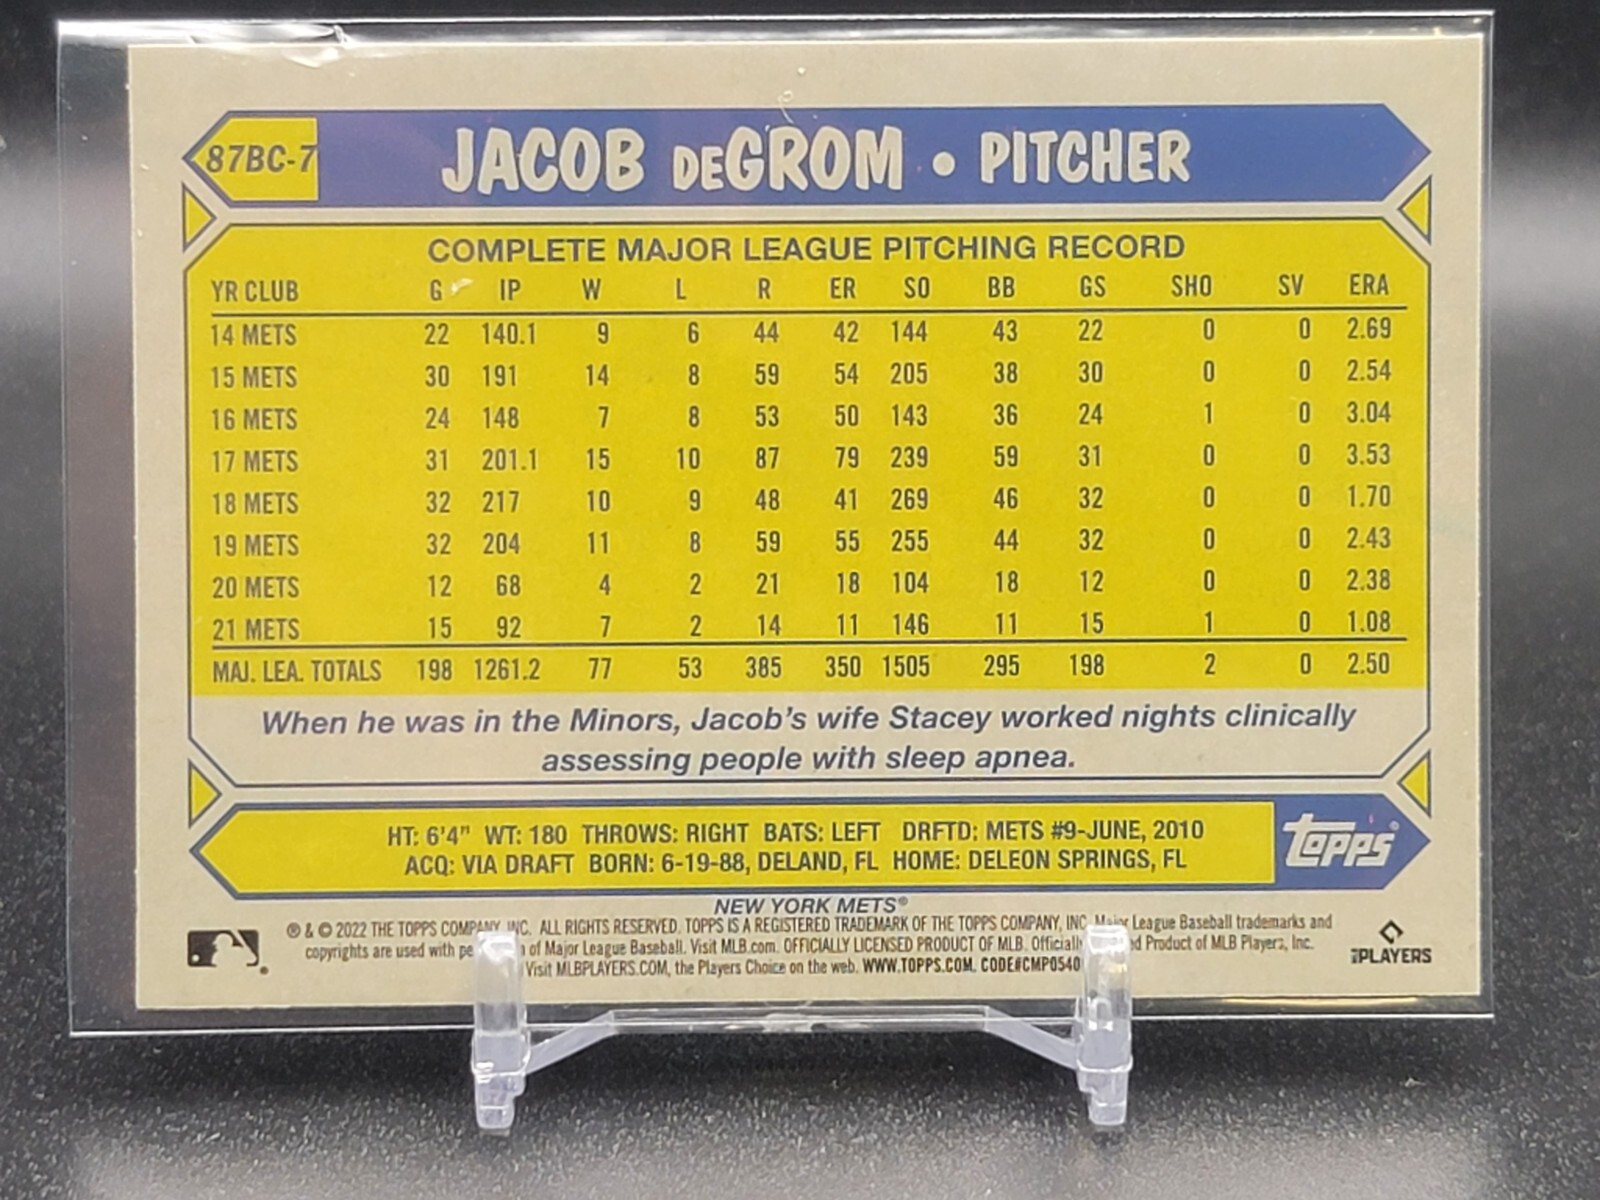 87BC-7 JACOB DEGROM • PITCHER
COMPLETE MAJOR LEAGUE PITCHING RECORD
YR CLUB G IP W L R ER SO BB GS SHO SV ERA
14 METS 22 140.1 9 6 44 42 144 43 22 0 0 2.69
15 METS 30 191 14 8 59 54 205 38 30 0 0 2.54
16 METS 24 148 7 8 53 50 143 36 24 1 0 3.04
17 METS 31 201.1 15 10 87 79 239 59 31 0 0 3.53
18 METS 32 217 10 9 48 41 269 46 32 0 0 1.70
19 METS 32 204 11 8 59 55 255 44 32 0 0 2.43
20 METS 12 68 4 2 21 18 104 18 12 0 0 2.38
21 METS 15 92 7 2 14 11 146 11 15 1 0 1.08
MAJ. LEA. TOTALS 198 1261.2 77 53 385 350 1505 295 198 2 0 2.50
When he was in the Minors, Jacob's wife Stacey worked nights clinically
assessing people with sleep apnea.
HT: 6'4" WT: 180 THROWS: RIGHT BATS: LEFT DRFTD: METS #9-JUNE, 2010
ACQ: VIA DRAFT BORN: 6-19-88, DELAND, FL HOME: DELEON SPRINGS, FL
Topps®
NEW YORK METS®
® & © 2022 THE TOPPS COMPANY, INC. ALL RIGHTS RESERVED. TOPPS IS A REGISTERED TRADEMARK OF THE TOPPS COMPANY, INC. Major League Baseball trademarks and
copyrights are used with of Major League Baseball. Visit MLB.com. OFFICIALLY LICENSED PRODUCT OF MLB. Product of MLB Players, Inc.
Visit MLBPLAYERS.COM, the Players Choice on the web. WWW.TOPPS.COM. CODE#CMP0540
PLAYERS